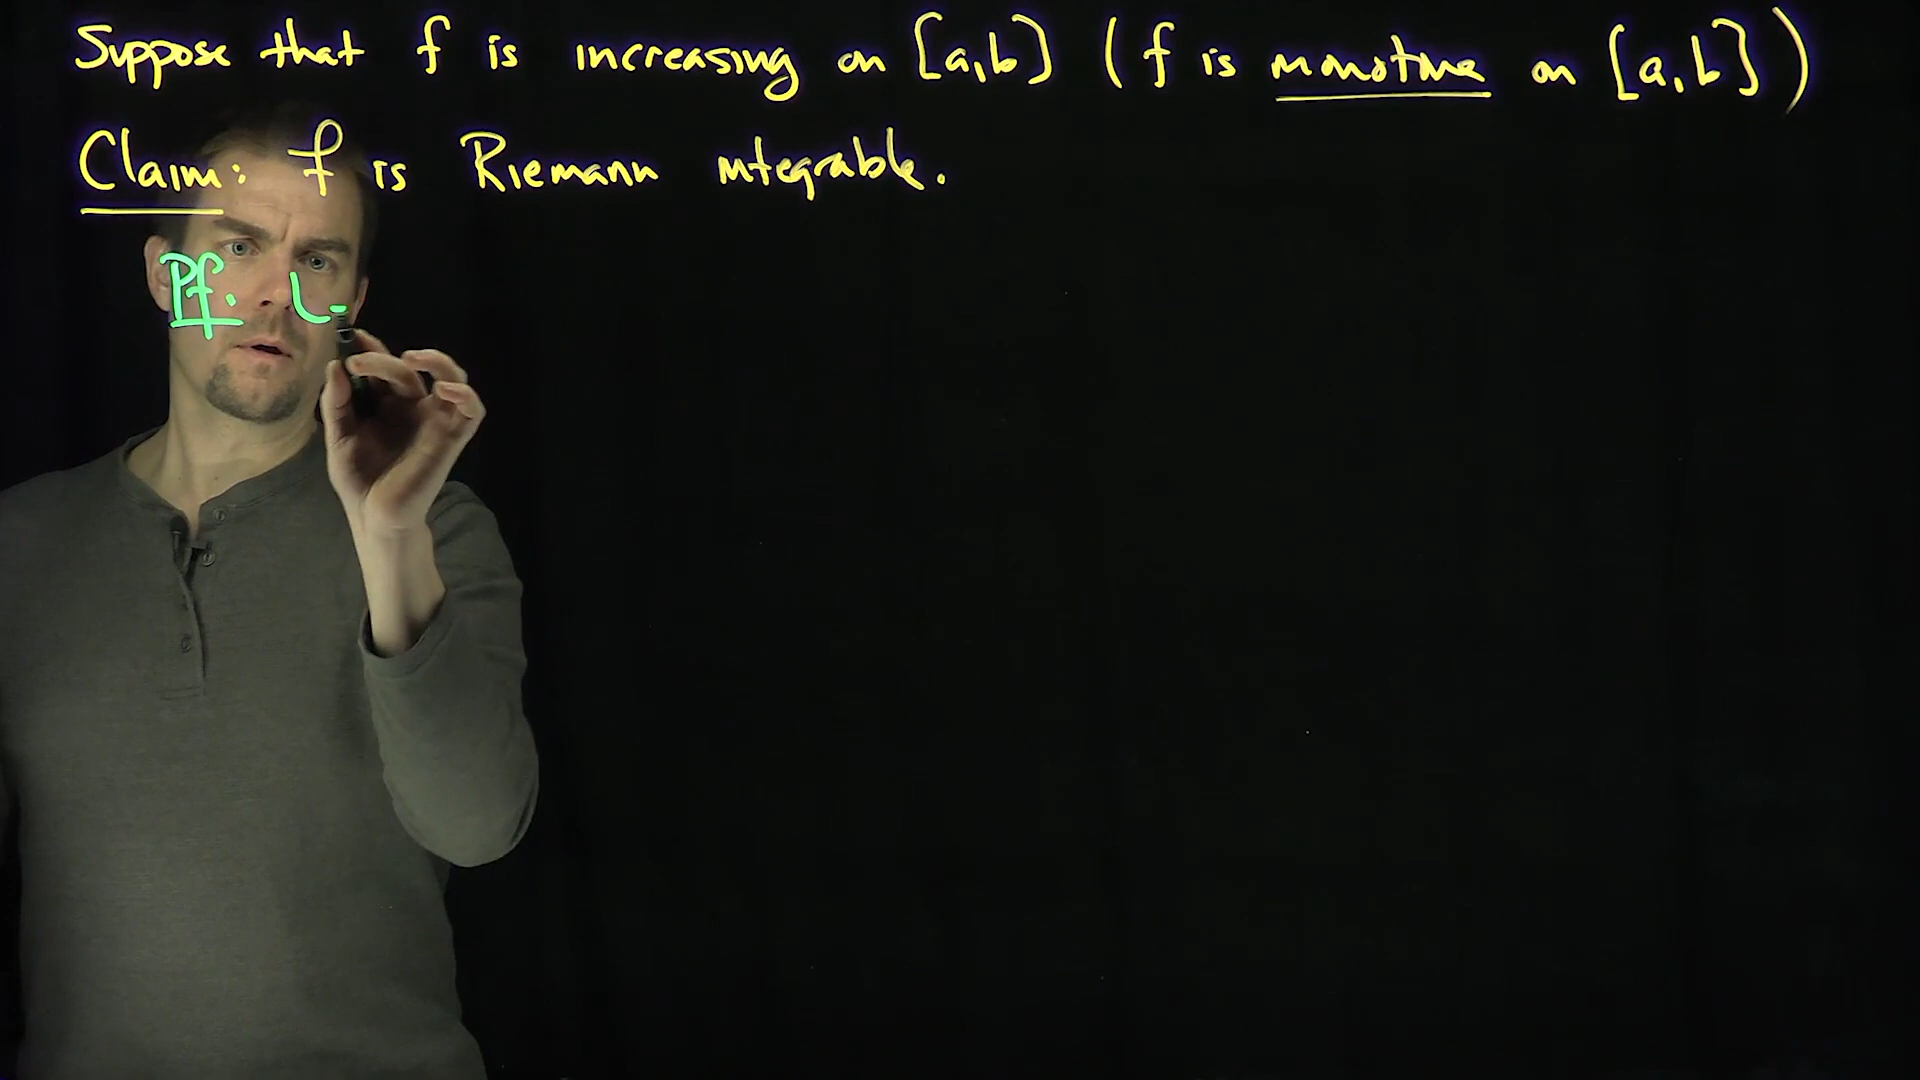 Suppose that f is increasing on [a,b] (f is monotone on [a,b])
Claim: f is Riemann integrable.
Pf. L